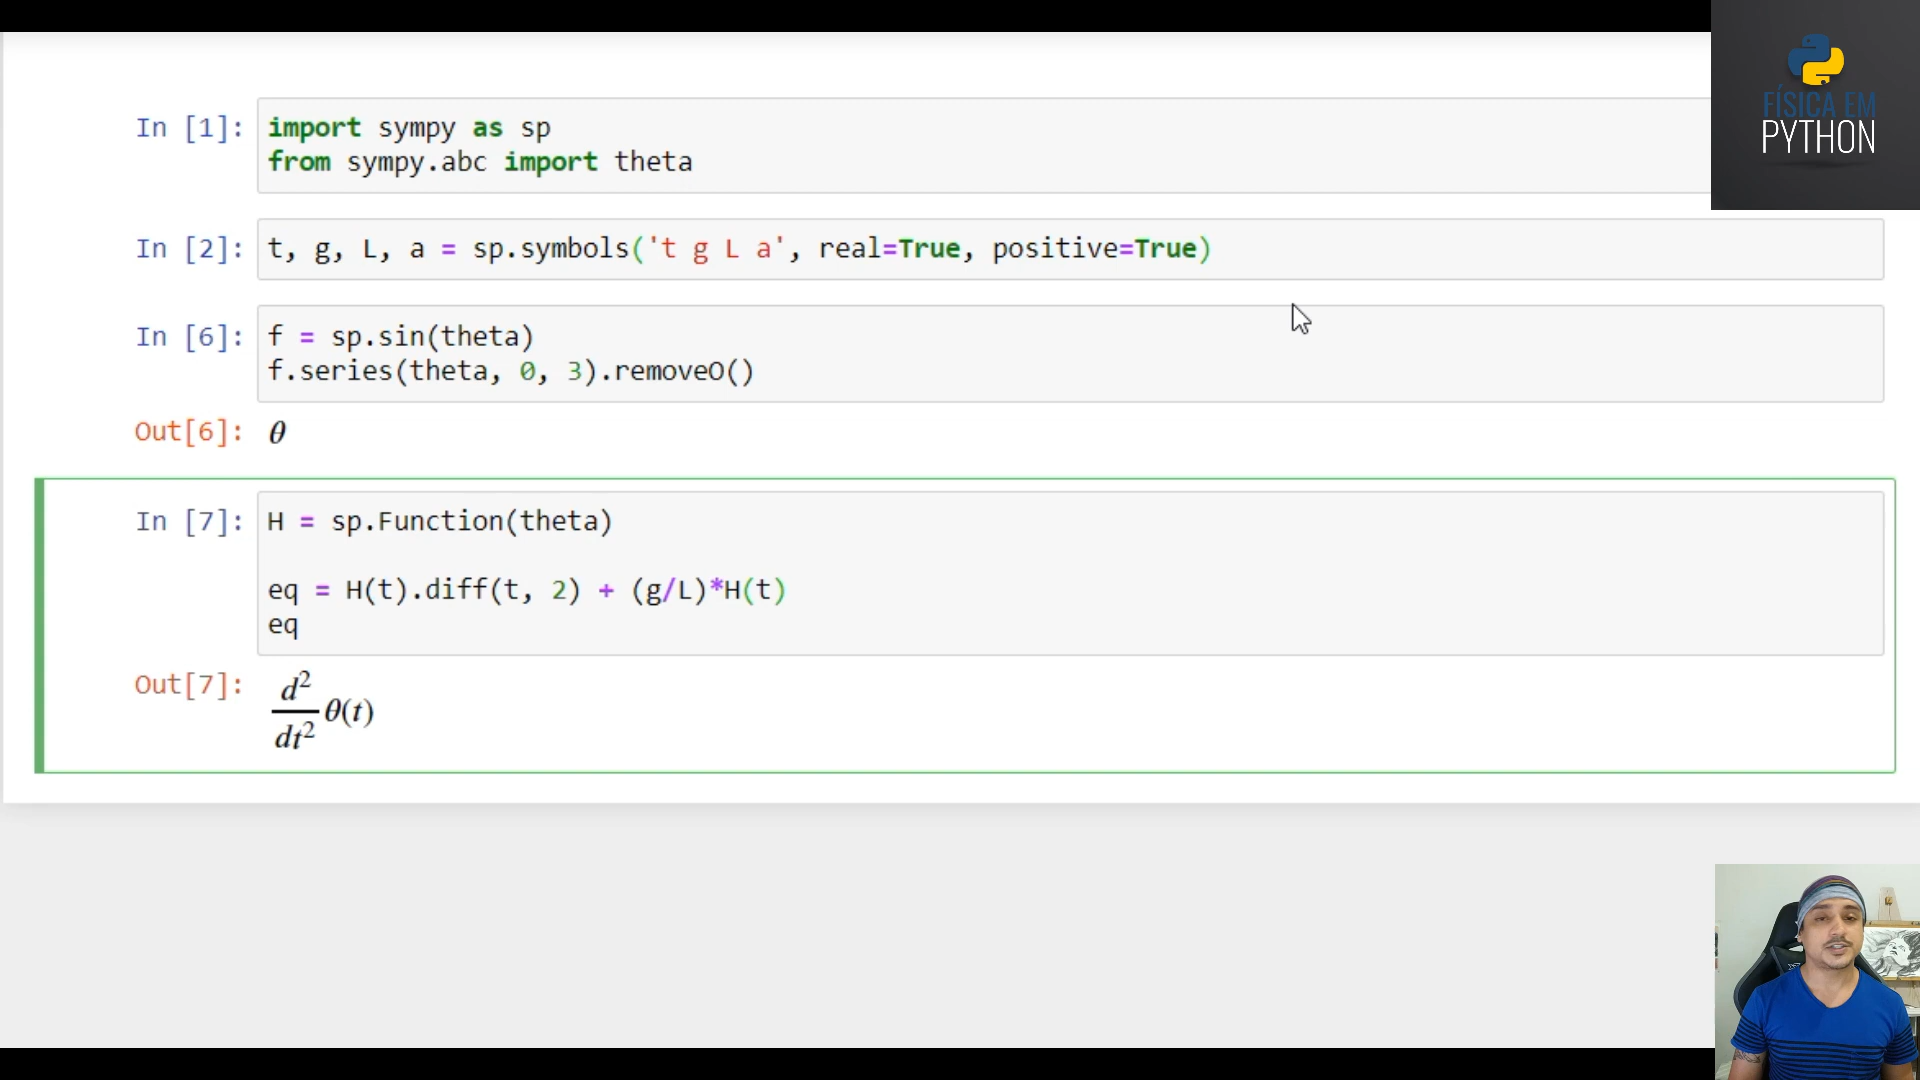 FÍSICA EM
PYTHON
In [1]: import sympy as sp
from sympy.abc import theta
In [2]: t, g, L, a = sp.symbols('t g L a', real=True, positive=True)
In [6]: f = sp.sin(theta)
f.series(theta, 0, 3).removeO()
Out[6]: θ
In [7]: H = sp.Function(theta)
eq = H(t).diff(t, 2) + (g/L)*H(t)
eq
Out[7]: d²/dt² θ(t)